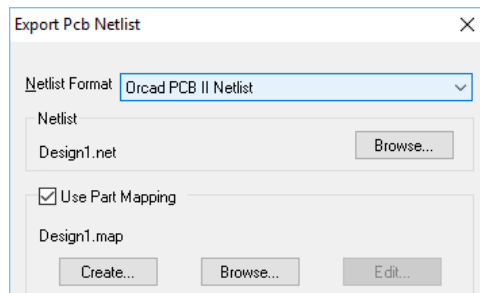 Export Pcb Netlist
Netlist Format Orcad PCB II Netlist
Netlist
Design1.net Browse...
Use Part Mapping
Design1.map
Create... Browse... Edit...